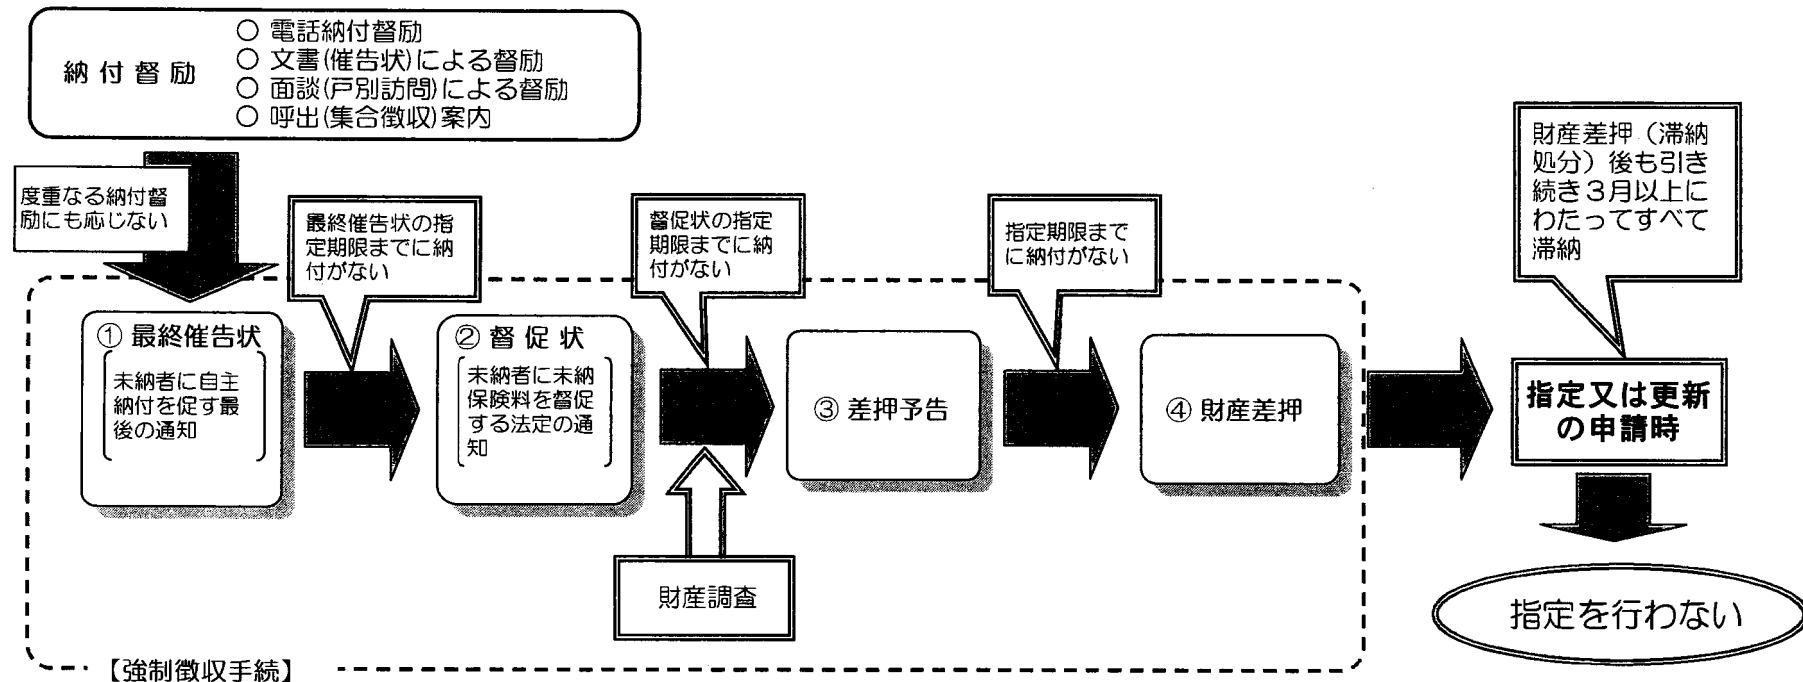 納付督励
○ 電話納付督励
○ 文書(催告状)による督励
○ 面談(戸別訪問)による督励
○ 呼出(集合徴収)案内
度重なる納付督
励にも応じない
最終催告状の指
定期限までに納
付がない
督促状の指定
期限までに納
付がない
指定期限まで
に納付がない
財産差押（滞納
処分）後も引き
続き３月以上に
わたってすべて
滞納
① 最終催告状
未納者に自主
納付を促す最
後の通知
② 督促状
未納者に未納
保険料を督促
する法定の通
知
③ 差押予告
④ 財産差押
指定又は更新
の申請時
財産調査
指定を行わない
【強制徴収手続】